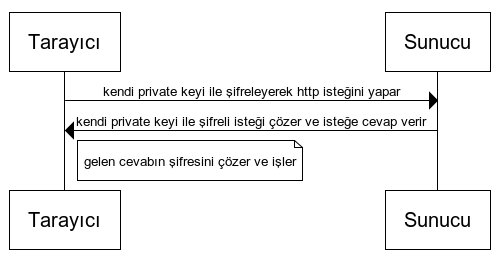 Tarayıcı
Sunucu
kendi private keyi ile şifreleyerek http isteğini yapar
kendi private keyi ile şifreli isteği çözer ve isteğe cevap verir
gelen cevabın şifresini çözer ve işler
Tarayıcı
Sunucu